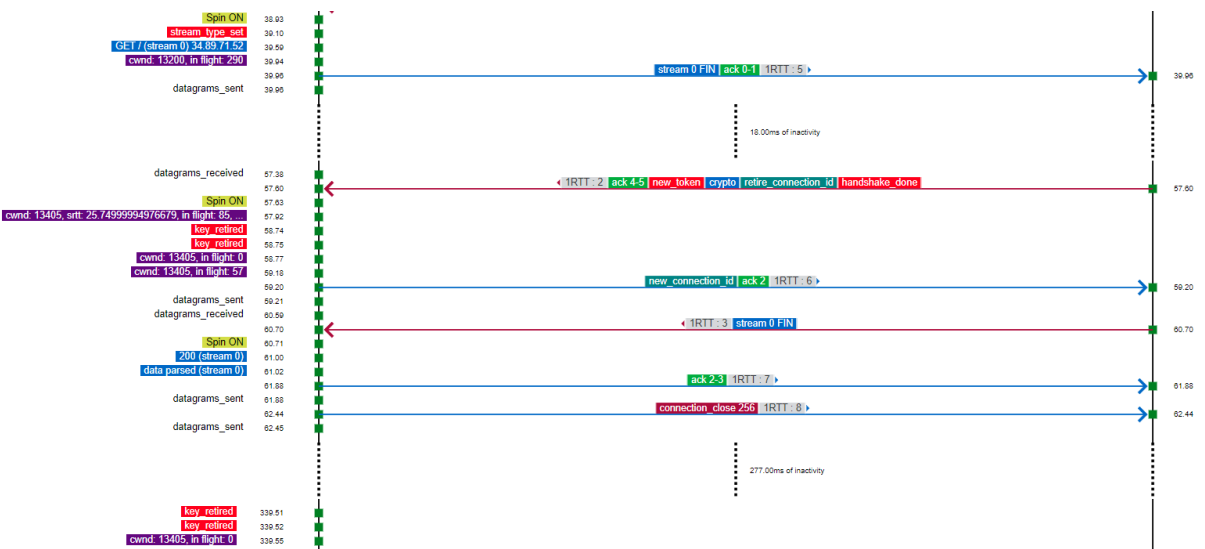 Spin ON 38.93
stream_type_set 39.10
GET / (stream 0) 34.89.71.52 39.59
cwnd: 13200, in flight: 290 39.94
39.96 stream 0 FIN ack 0-1 1RTT : 5 39.96
datagrams_sent 39.96
18.00ms of inactivity
datagrams_received 57.38
57.60 1RTT : 2 ack 4-5 new_token crypto retire_connection_id handshake_done 57.60
Spin ON 57.63
cwnd: 13405, srtt: 25.74999994976679, in flight: 85, ... 57.92
key_retired 58.74
key_retired 58.75
cwnd: 13405, in flight: 0 58.77
cwnd: 13405, in flight: 57 59.18
59.20 new_connection_id ack 2 1RTT : 6 59.20
datagrams_sent 59.21
datagrams_received 60.59
60.70 1RTT : 3 stream 0 FIN 60.70
Spin ON 60.71
200 (stream 0) 61.00
data parsed (stream 0) 61.02
61.88 ack 2-3 1RTT : 7 61.88
datagrams_sent 61.88
62.44 connection_close 256 1RTT : 8 62.44
datagrams_sent 62.45
277.00ms of inactivity
key_retired 339.51
key_retired 339.52
cwnd: 13405, in flight: 0 339.55